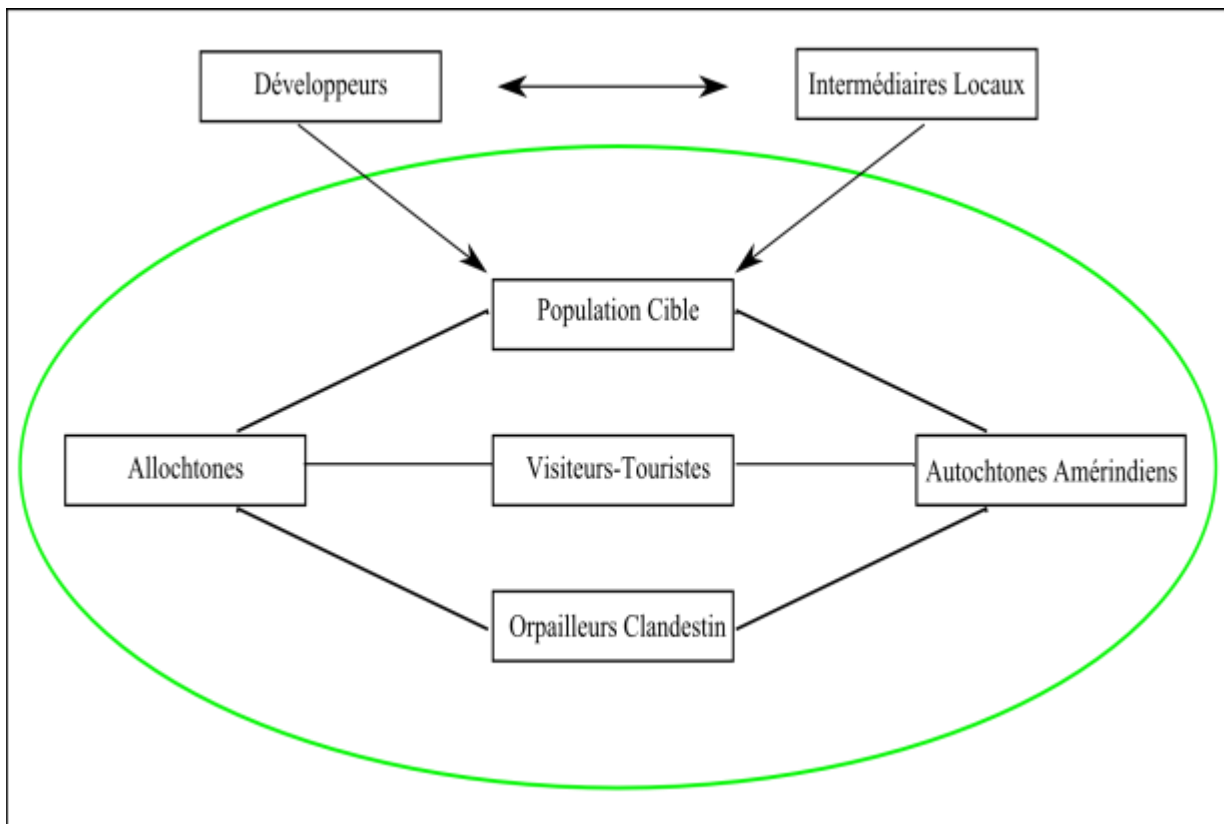 Développeurs
Intermédiaires Locaux
Population Cible
Allochtones
Visiteurs-Touristes
Autochtones Amérindiens
Orpailleurs Clandestin